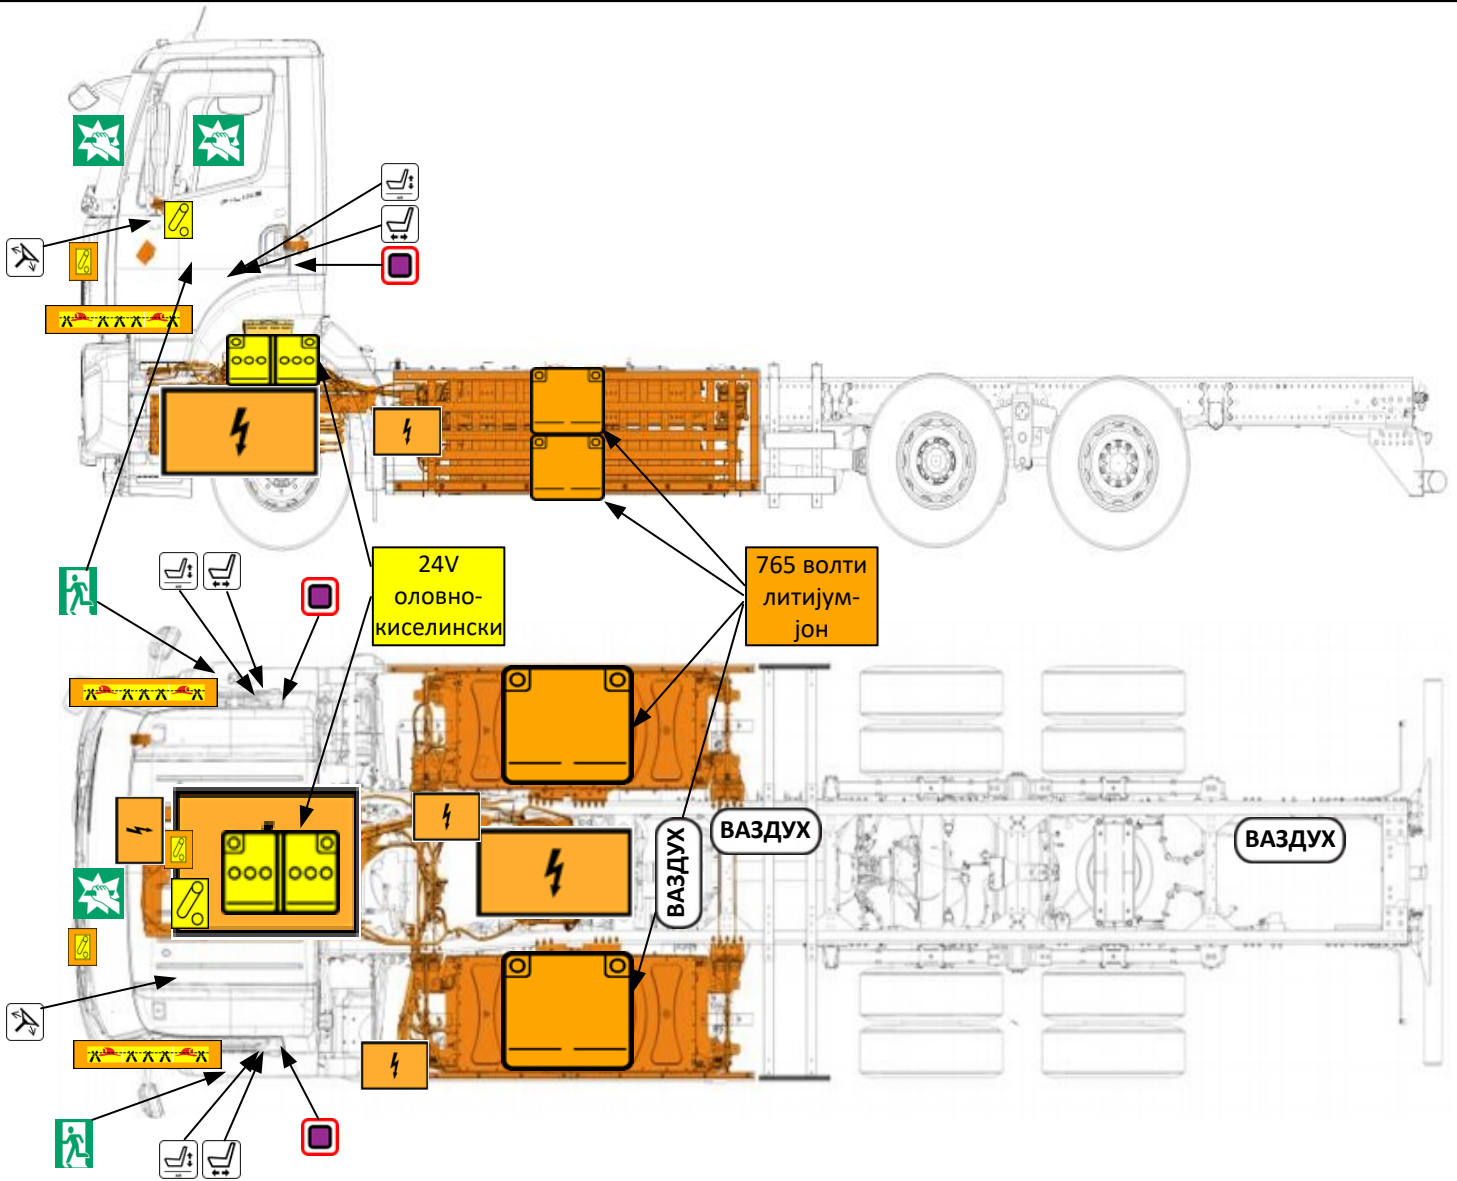 24V
оловно-
киселински
765 волти
литијум-
јон
ВАЗДУХ
ВАЗДУХ
ВАЗДУХ